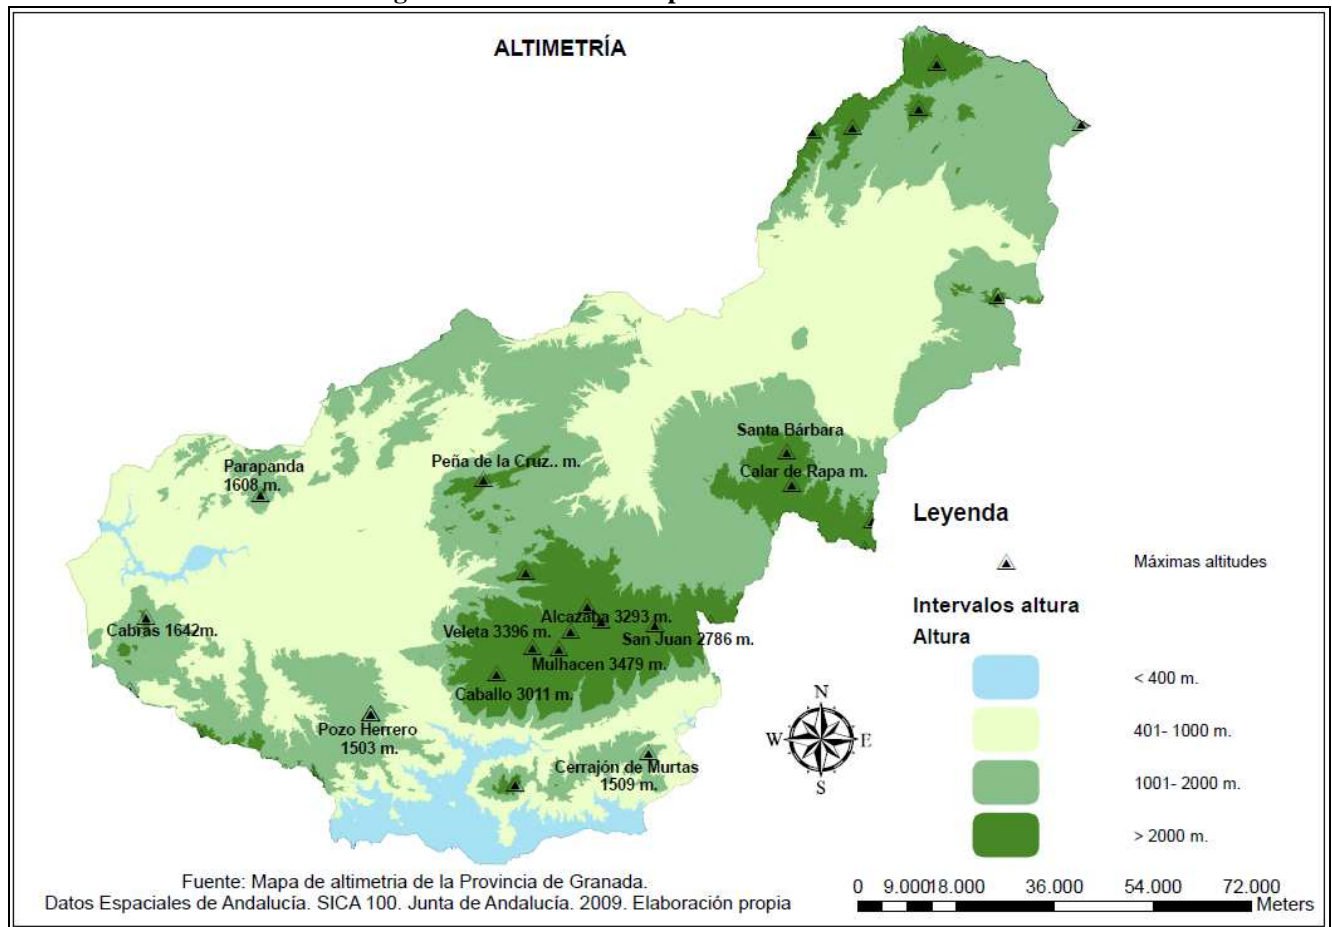 ALTIMETRÍA
Santa Bárbara
Calar de Rapa m.
Peña de la Cruz.. m.
Parapanda
1608 m.
Leyenda
Máximas altitudes
Intervalos altura
Altura
< 400 m.
401- 1000 m.
1001- 2000 m.
> 2000 m.
Alcazaba 3293 m.
Cabras 1642m.
Veleta 3396 m.
San Juan 2786 m.
Mulhacen 3479 m.
Caballo 3011 m.
Pozo Herrero
1503 m.
Cerrajón de Murtas
1509 m.
N
W
E
S
Fuente: Mapa de altimetria de la Provincia de Granada.
Datos Espaciales de Andalucía. SICA 100. Junta de Andalucía. 2009. Elaboración propia
0 9.00018.000 36.000 54.000 72.000
Meters